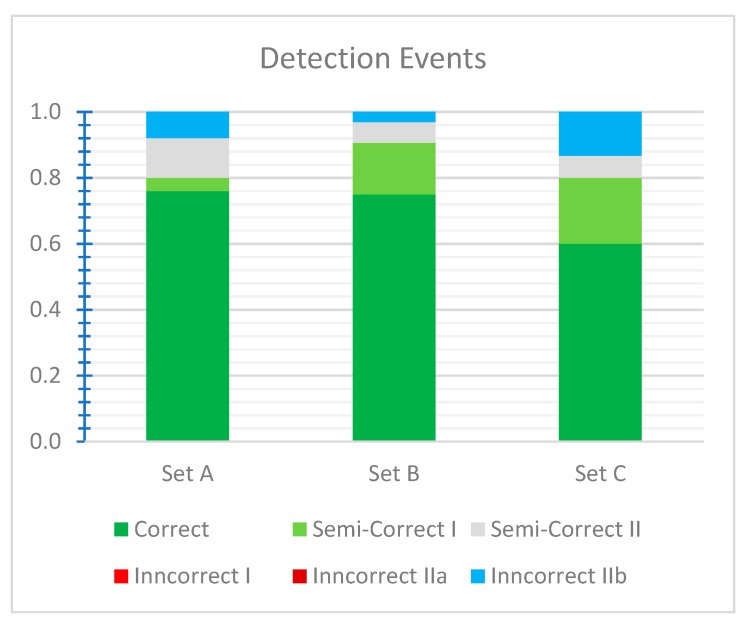 Detection Events
1.0
0.8
0.6
0.4
0.2
0.0
Set A Set B Set C
Correct Semi-Correct I Semi-Correct II
Inncorrect I Inncorrect IIa Inncorrect IIb